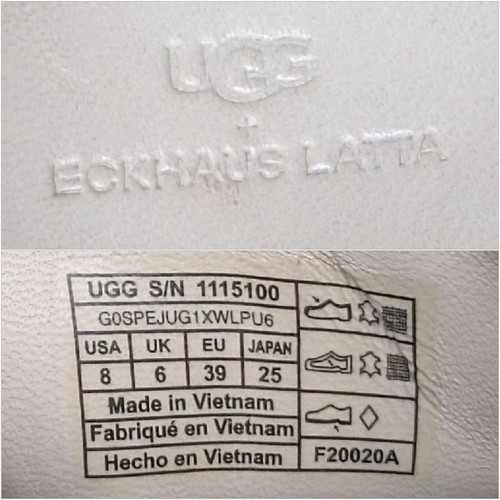 UGG
+
ECKHAUS LATTA
UGG S/N 1115100
G0SPEJUG1XWLPU6
USA UK EU JAPAN
8 6 39 25
Made in Vietnam
Fabriqué en Vietnam
Hecho en Vietnam F20020A